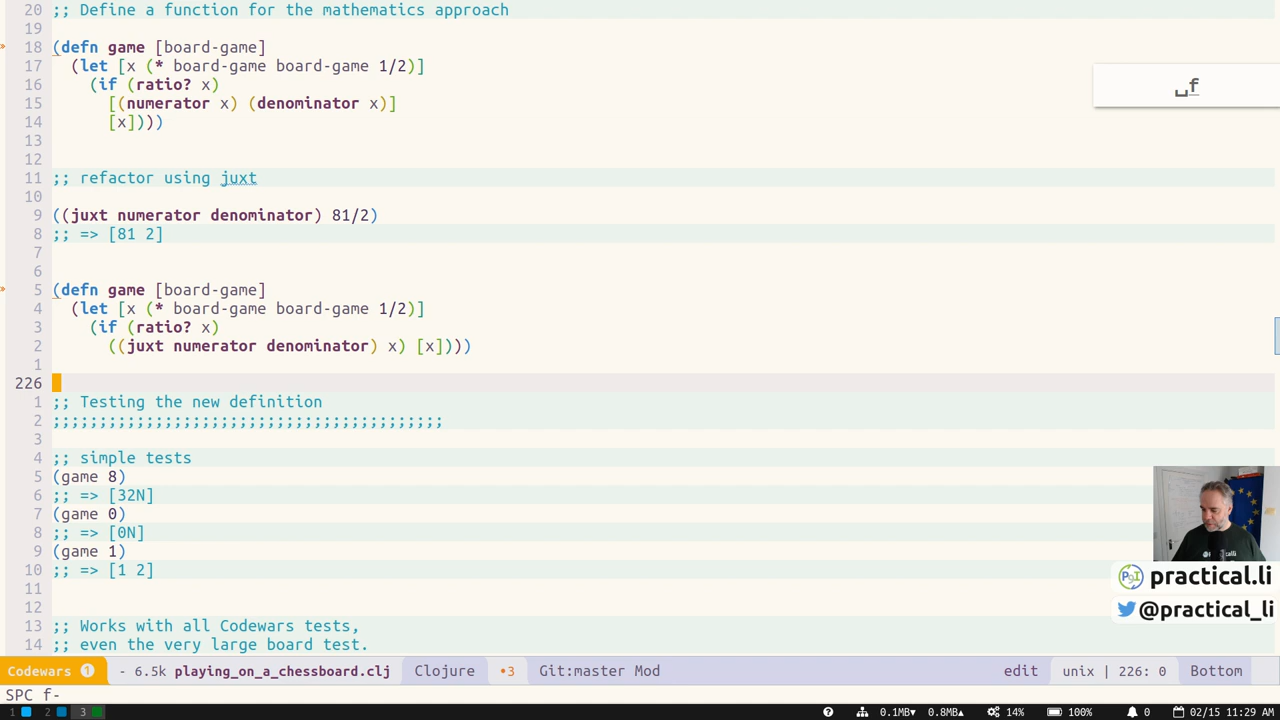 20 ;; Define a function for the mathematics approach
19
18 (defn game [board-game]
17 (let [x (* board-game board-game 1/2)]
16 (if (ratio? x)
15 [(numerator x) (denominator x)]
14 [x])))
13
12
11 ;; refactor using juxt
10
9 ((juxt numerator denominator) 81/2)
8 ;; => [81 2]
7
6
5 (defn game [board-game]
4 (let [x (* board-game board-game 1/2)]
3 (if (ratio? x)
2 ((juxt numerator denominator) x) [x])))
1
226
1 ;; Testing the new definition
2 ;;;;;;;;;;;;;;;;;;;;;;;;;;;;;;;;;;;;;;;;;;
3
4 ;; simple tests
5 (game 8)
6 ;; => [32N]
7 (game 0)
8 ;; => [0N]
9 (game 1)
10 ;; => [1 2]
11
12
13 ;; Works with all Codewars tests,
14 ;; even the very large board test.
␣f
practical.li
@practical_li
Codewars 1 - 6.5k playing_on_a_chessboard.clj Clojure •3 Git:master Mod edit unix | 226: 0 Bottom
SPC f-
1 2 3 0.1MB▾ 0.8MB▴ 14% 100% 0 02/15 11:29 AM